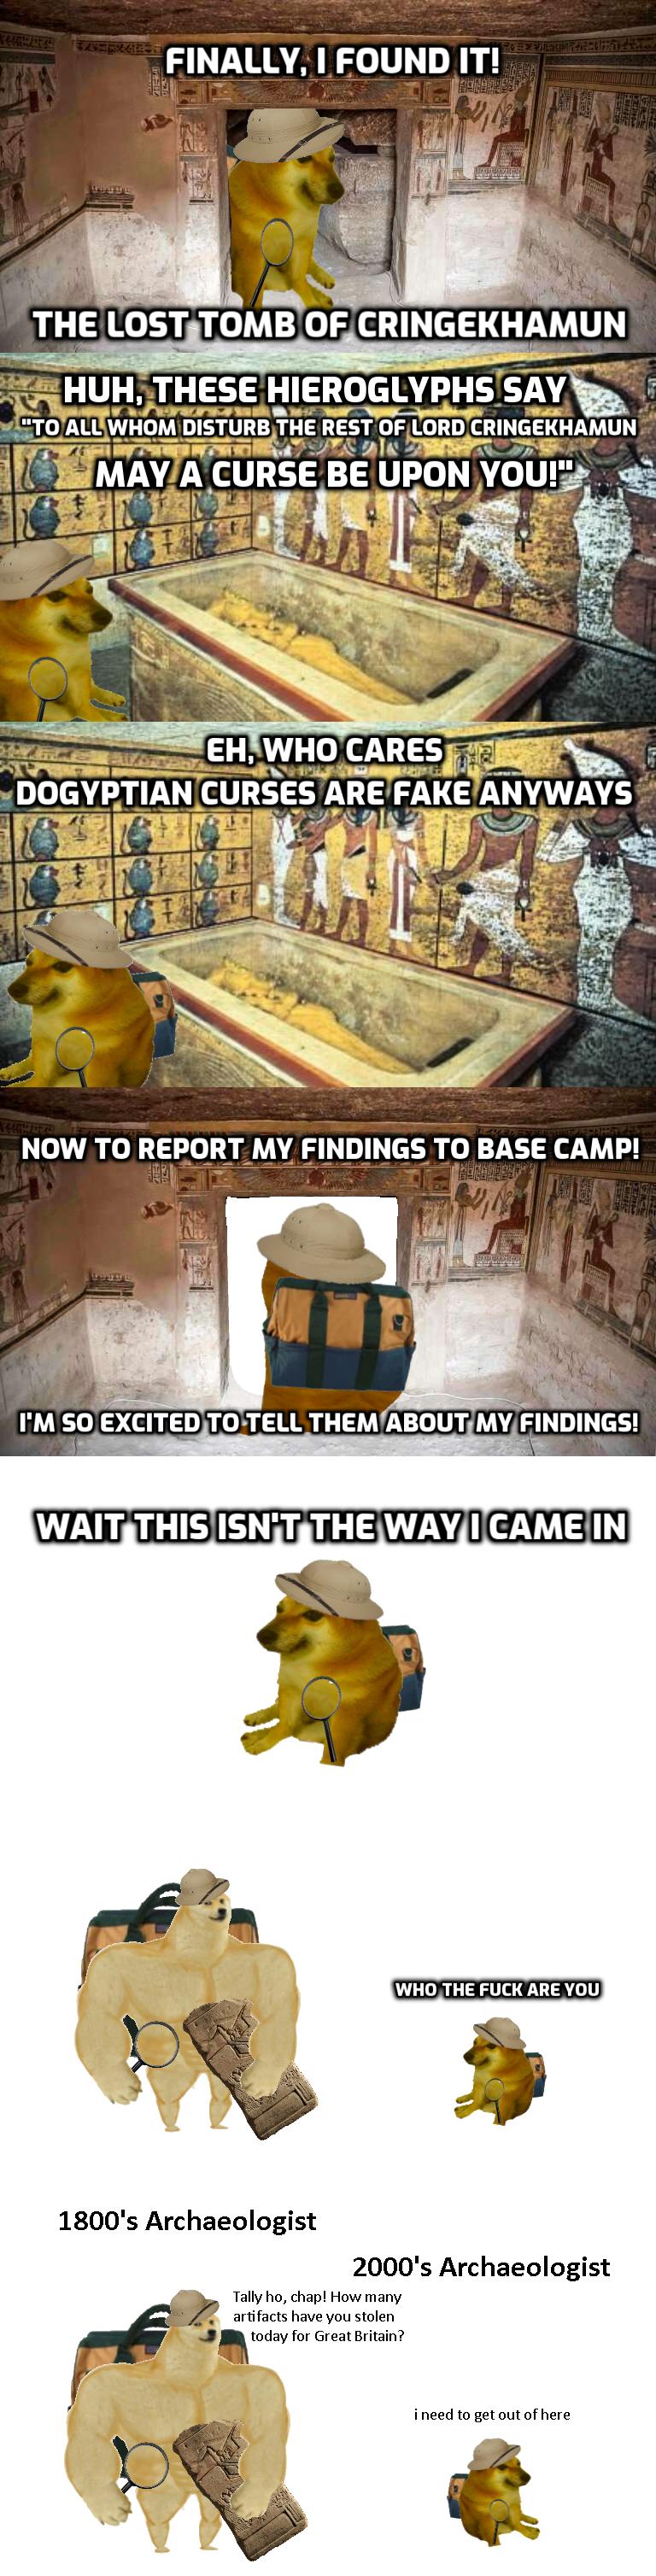 FINALLY, I FOUND IT!
THE LOST TOMB OF CRINGEKHAMUN
HUH, THESE HIEROGLYPHS SAY
"TO ALL WHOM DISTURB THE REST OF LORD CRINGEKHAMUN
MAY A CURSE BE UPON YOU!"
EH, WHO CARES
DOGYPTIAN CURSES ARE FAKE ANYWAYS
NOW TO REPORT MY FINDINGS TO BASE CAMP!
I'M SO EXCITED TO TELL THEM ABOUT MY FINDINGS!
WAIT THIS ISN'T THE WAY I CAME IN
WHO THE FUCK ARE YOU
1800's Archaeologist
2000's Archaeologist
Tally ho, chap! How many
artifacts have you stolen
today for Great Britain?
i need to get out of here